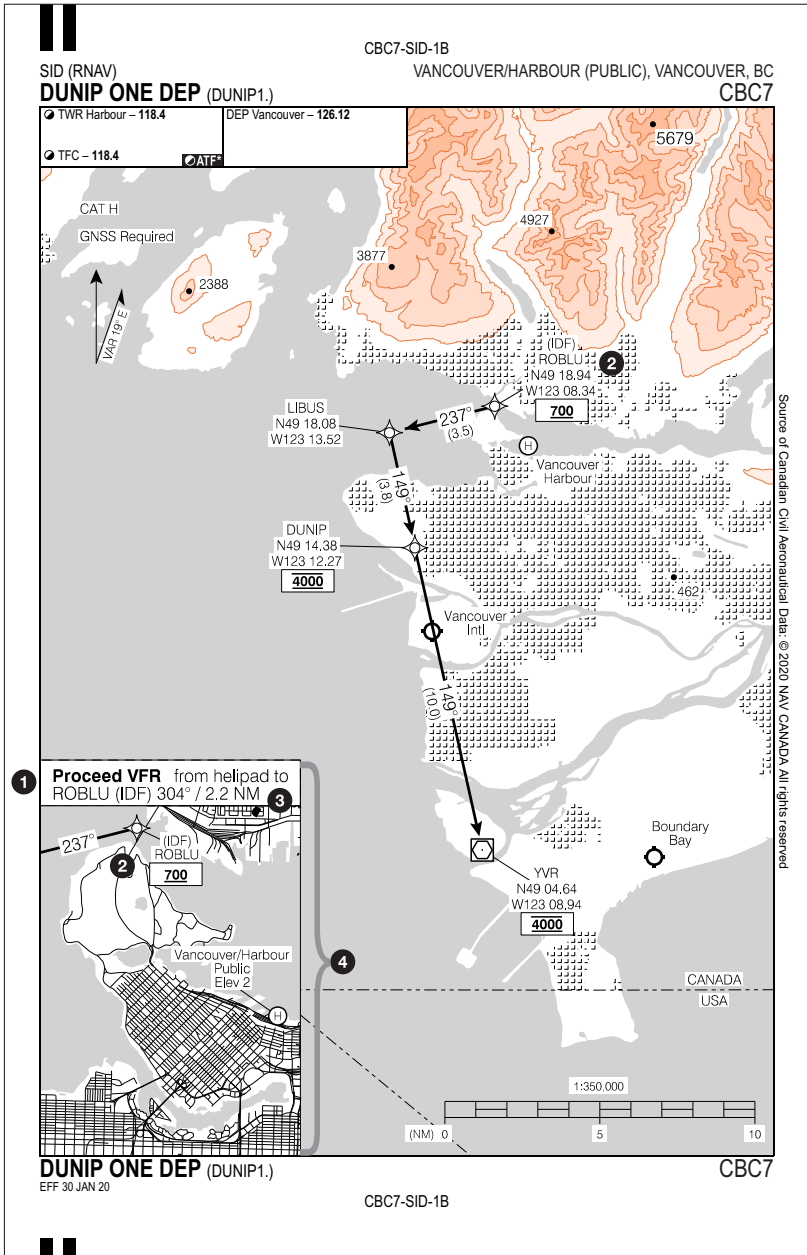 CBC7-SID-1B
SID (RNAV)
VANCOUVER/HARBOUR (PUBLIC), VANCOUVER, BC
DUNIP ONE DEP (DUNIP1.)
CBC7
TWR Harbour – 118.4
DEP Vancouver – 126.12
TFC – 118.4
ATF*
5679
CAT H
GNSS Required
4927
3877
2388
VAR 19° E
(IDF)
ROBLU
N49 18.94
W123 08.34
700
2
LIBUS
N49 18.08
W123 13.52
237°
(3.5)
H
Vancouver
Harbour
149°
(3.8)
DUNIP
N49 14.38
W123 12.27
4000
462
Vancouver
Intl
149°
(10.0)
Source of Canadian Civil Aeronautical Data: © 2020 NAV CANADA All rights reserved
1
Proceed VFR from helipad to
ROBLU (IDF) 304° / 2.2 NM
3
237°
(IDF)
ROBLU
2
700
Boundary
Bay
YVR
N49 04.64
W123 08.94
4000
Vancouver/Harbour
Public
Elev 2
H
4
CANADA
USA
1:350,000
(NM) 0 5 10
DUNIP ONE DEP (DUNIP1.)
CBC7
EFF 30 JAN 20
CBC7-SID-1B